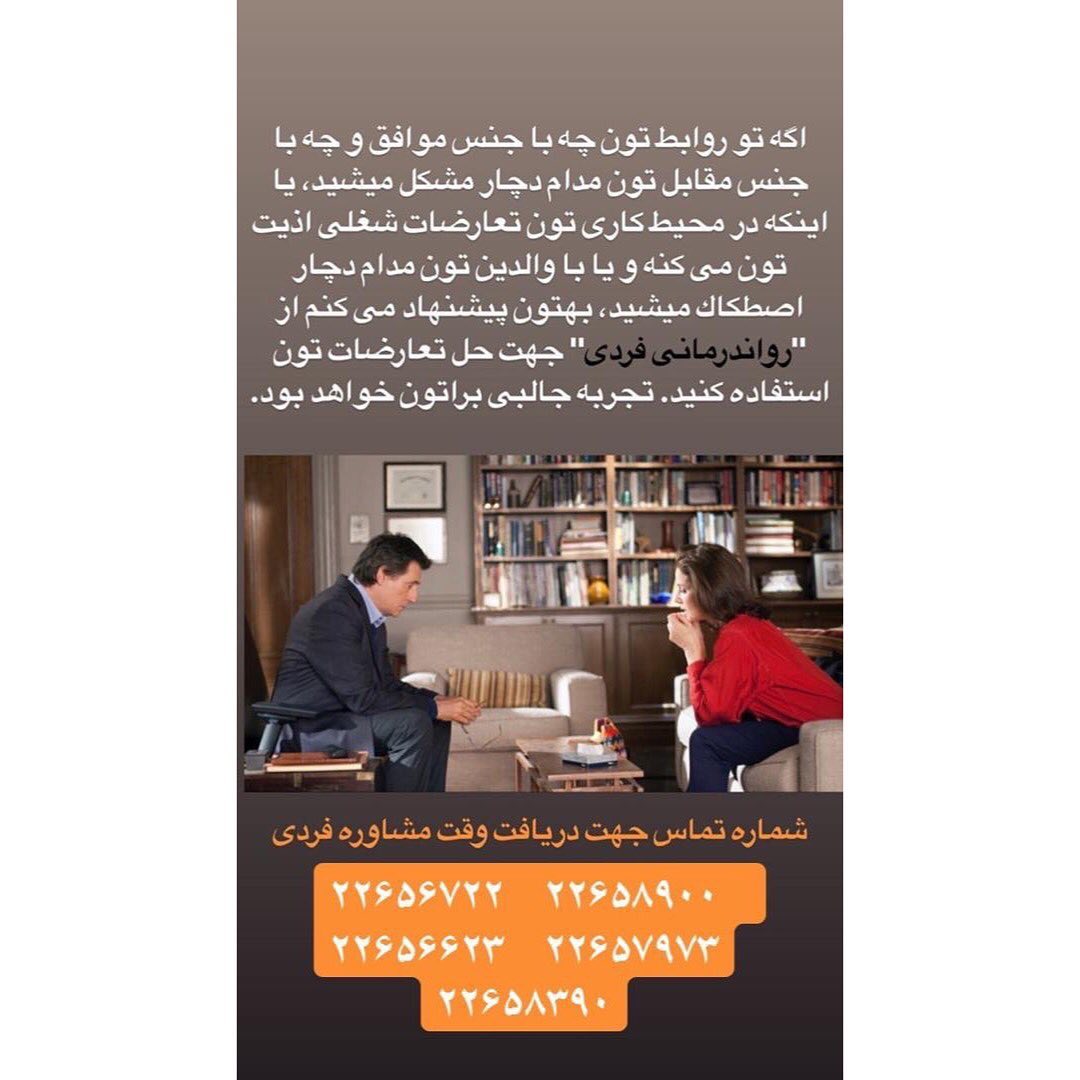 اگه تو روابط تون چه با جنس موافق و چه با
جنس مقابل تون مدام دچار مشکل میشید، یا
اینکه در محیط کاری تون تعارضات شغلی اذیت
تون می کنه و یا با والدین تون مدام دچار
اصطکاك میشید، بهتون پیشنهاد می کنم از
"رواندرمانی فردی" جهت حل تعارضات تون
استفاده کنید. تجربه جالبی براتون خواهد بود.
شماره تماس جهت دریافت وقت مشاوره فردی
۲۲۶۵۶۷۲۲ ۲۲۶۵۸۹۰۰
۲۲۶۵۶۶۲۳ ۲۲۶۵۷۹۷۳
۲۲۶۵۸۳۹۰